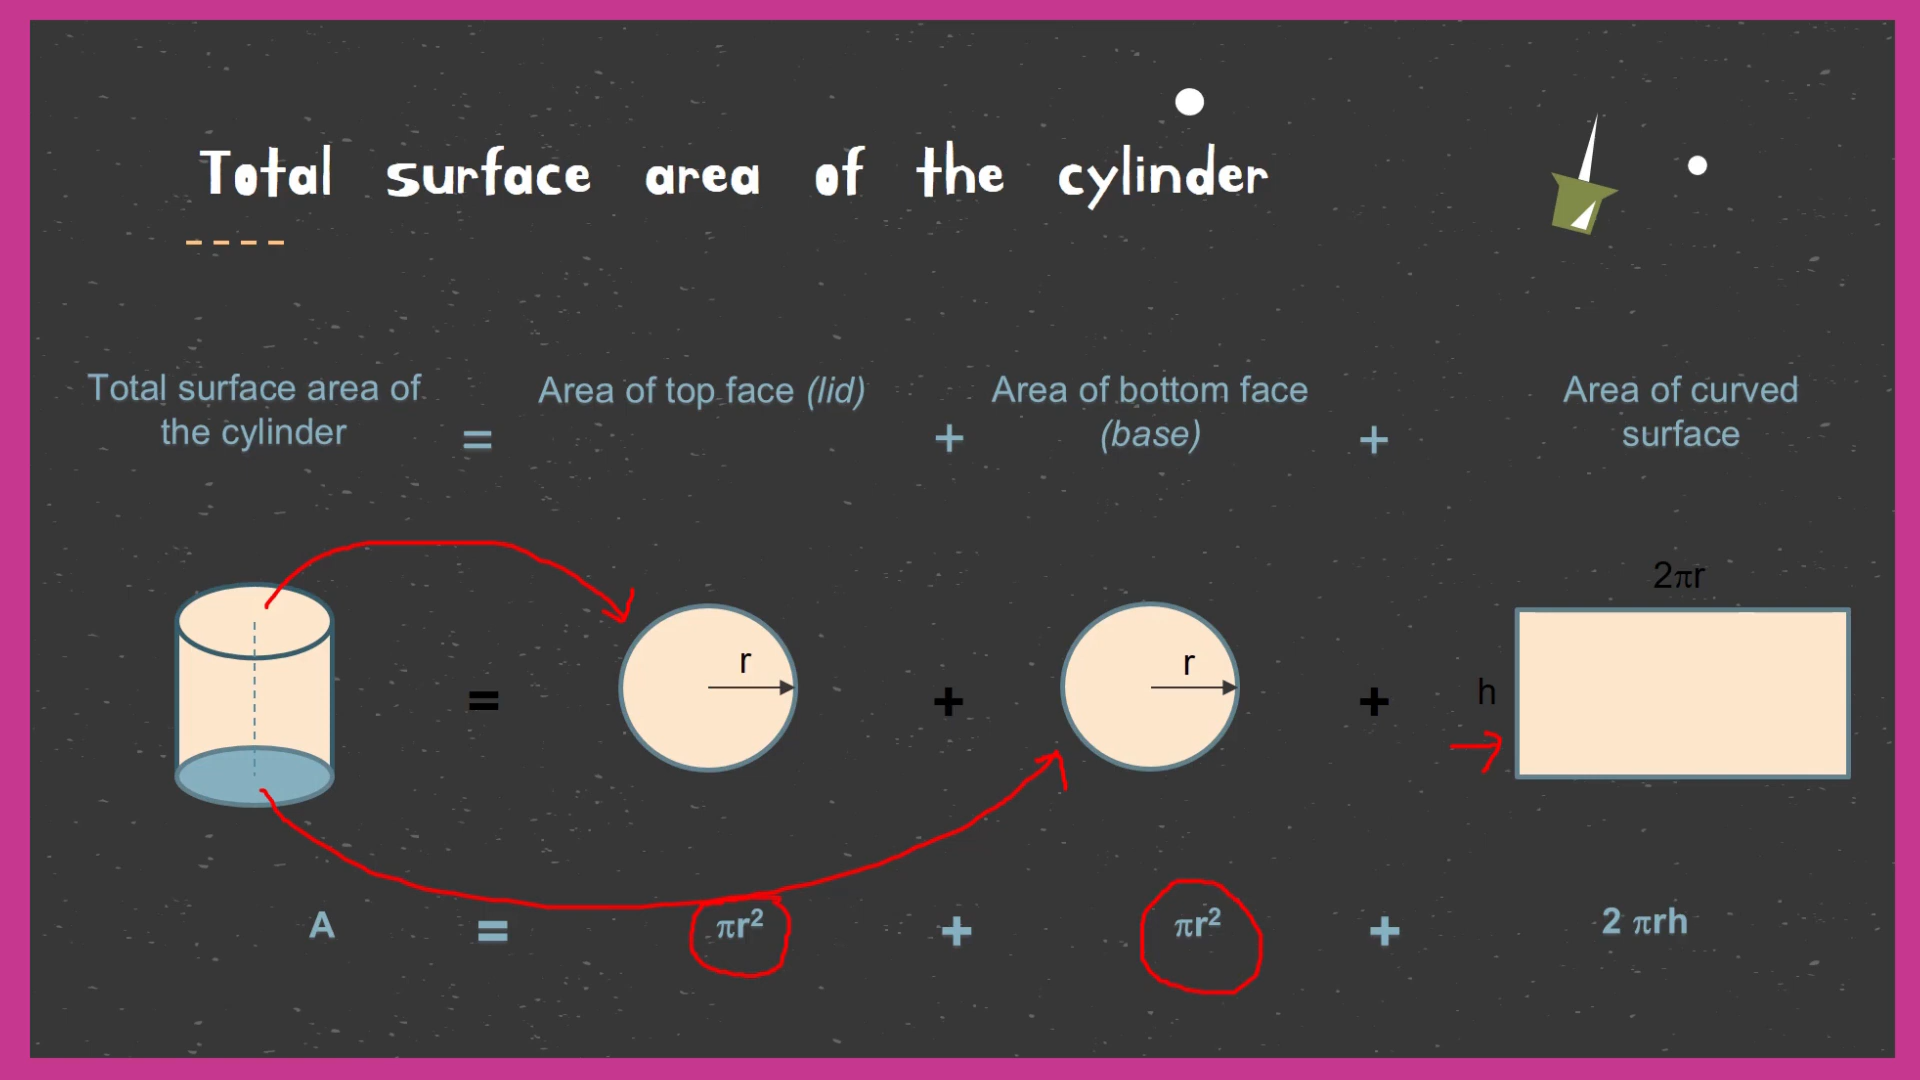 Total surface area of the cylinder
Total surface area of
the cylinder
=
Area of top face (lid)
+
Area of bottom face
(base)
+
Area of curved
surface
=
r
+
r
+
2πr
h
A = πr² + πr² + 2 πrh